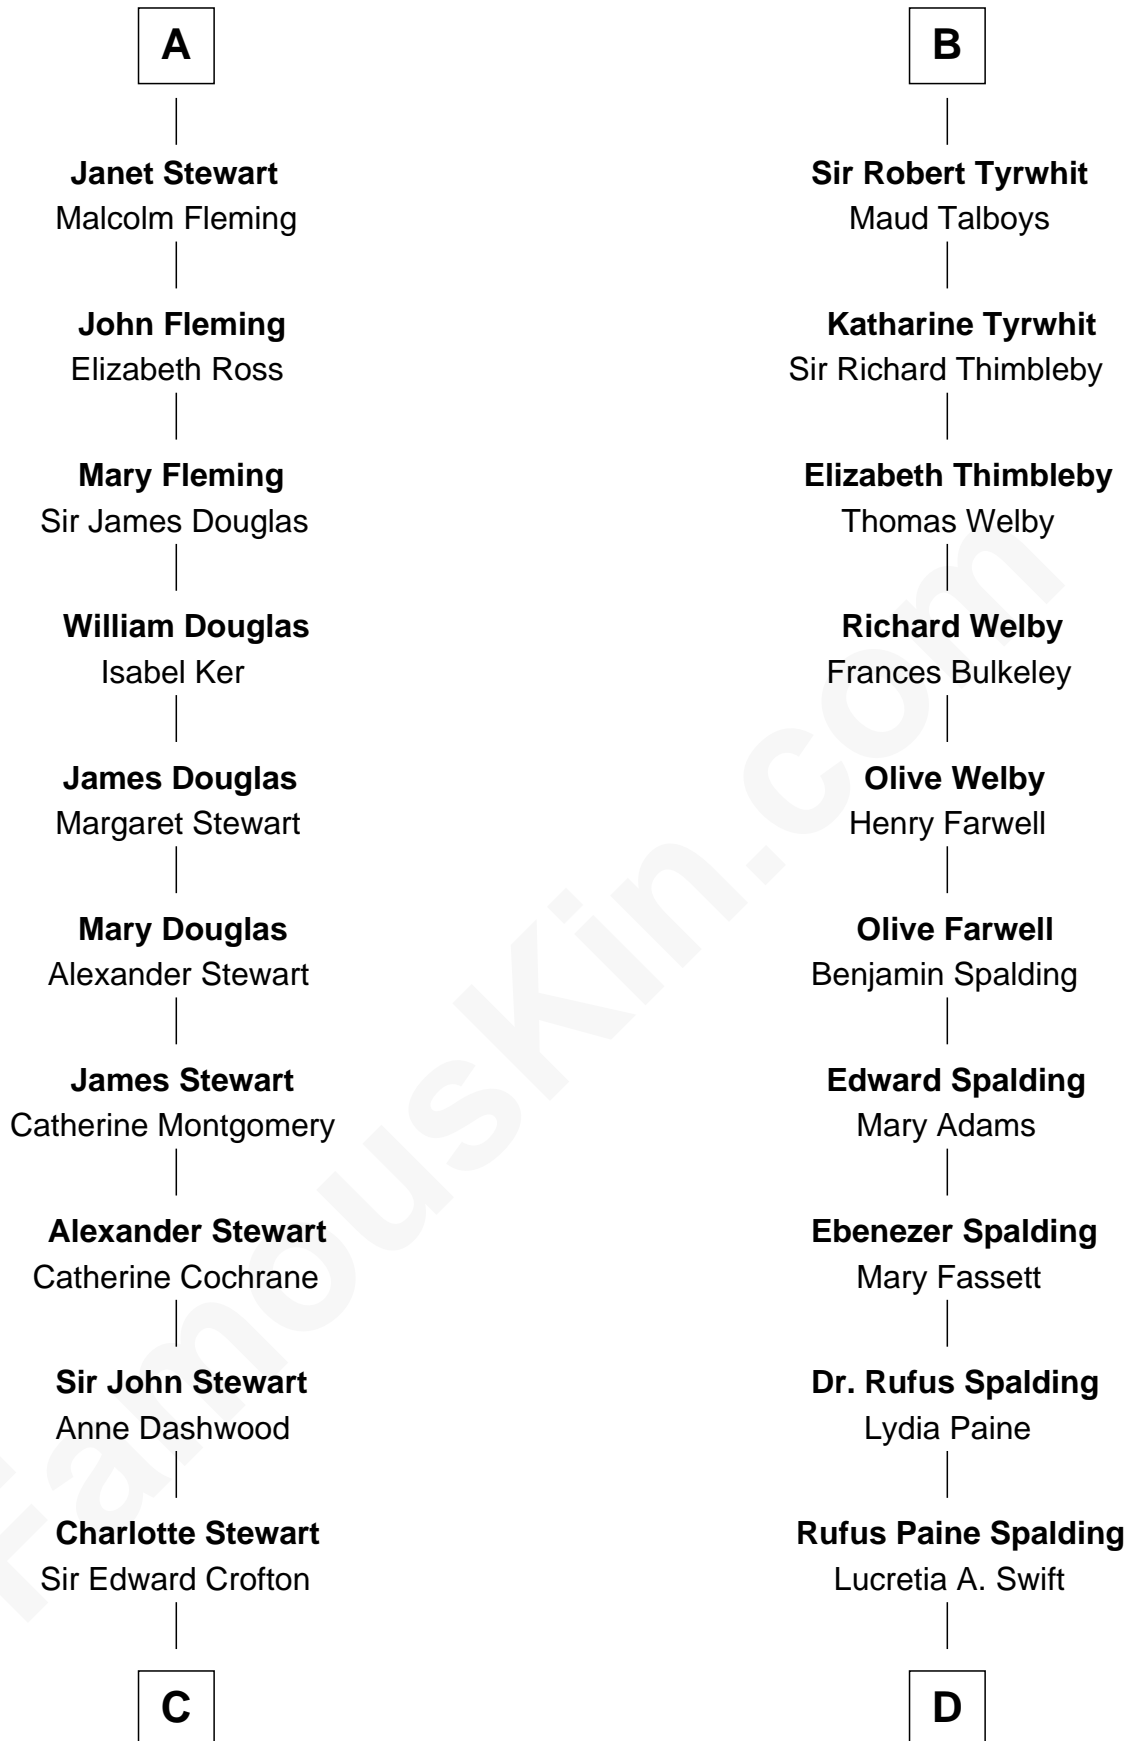 A
Janet Stewart
Malcolm Fleming
John Fleming
Elizabeth Ross
Mary Fleming
Sir James Douglas
William Douglas
Isabel Ker
James Douglas
Margaret Stewart
Mary Douglas
Alexander Stewart
James Stewart
Catherine Montgomery
Alexander Stewart
Catherine Cochrane
Sir John Stewart
Anne Dashwood
Charlotte Stewart
Sir Edward Crofton
C
B
Sir Robert Tyrwhit
Maud Talboys
Katharine Tyrwhit
Sir Richard Thimbleby
Elizabeth Thimbleby
Thomas Welby
Richard Welby
Frances Bulkeley
Olive Welby
Henry Farwell
Olive Farwell
Benjamin Spalding
Edward Spalding
Mary Adams
Ebenezer Spalding
Mary Fassett
Dr. Rufus Spalding
Lydia Paine
Rufus Paine Spalding
Lucretia A. Swift
D
FamousKin.com